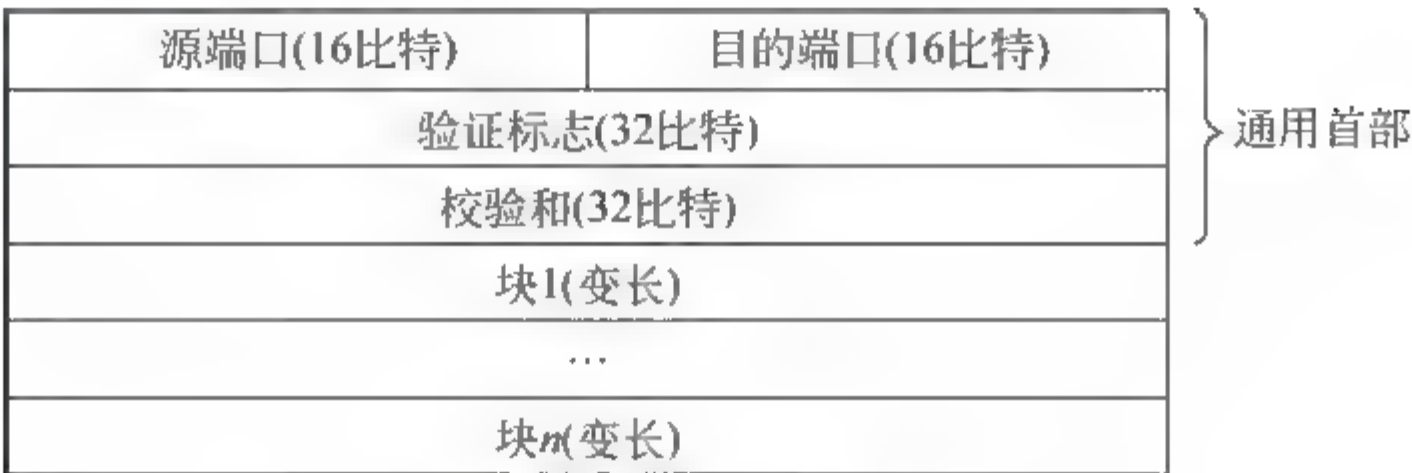 源端口(16比特) 目的端口(16比特)
验证标志(32比特)
通用首部
校验和(32比特)
块1(变长)
…
块n(变长)